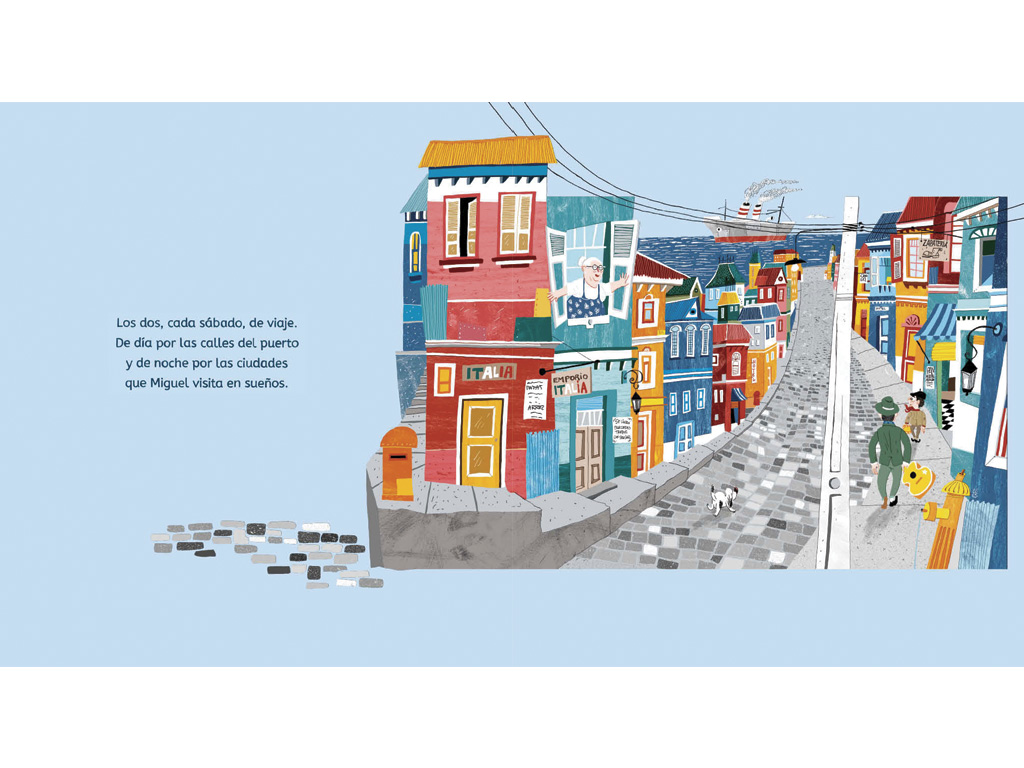 Los dos, cada sábado, de viaje.
De día por las calles del puerto
y de noche por las ciudades
que Miguel visita en sueños.
ITALIA
EMPORIO
ITALIA
ARROZ
ZAPATERIA